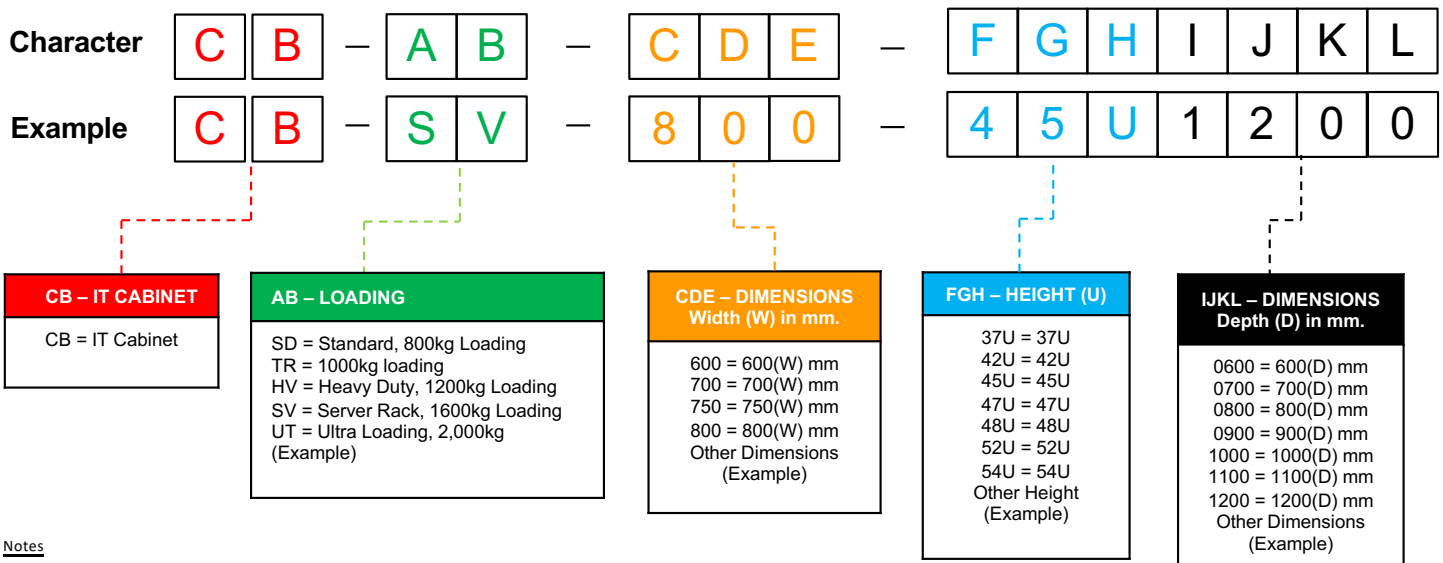 Character C B – A B – C D E – F G H I J K L
Example C B – S V – 8 0 0 – 4 5 U 1 2 0 0
CB – IT CABINET
CB = IT Cabinet
AB – LOADING
SD = Standard, 800kg Loading
TR = 1000kg loading
HV = Heavy Duty, 1200kg Loading
SV = Server Rack, 1600kg Loading
UT = Ultra Loading, 2,000kg
(Example)
CDE – DIMENSIONS
Width (W) in mm.
600 = 600(W) mm
700 = 700(W) mm
750 = 750(W) mm
800 = 800(W) mm
Other Dimensions
(Example)
FGH – HEIGHT (U)
37U = 37U
42U = 42U
45U = 45U
47U = 47U
48U = 48U
52U = 52U
54U = 54U
Other Height
(Example)
IJKL – DIMENSIONS
Depth (D) in mm.
0600 = 600(D) mm
0700 = 700(D) mm
0800 = 800(D) mm
0900 = 900(D) mm
1000 = 1000(D) mm
1100 = 1100(D) mm
1200 = 1200(D) mm
Other Dimensions
(Example)
Notes